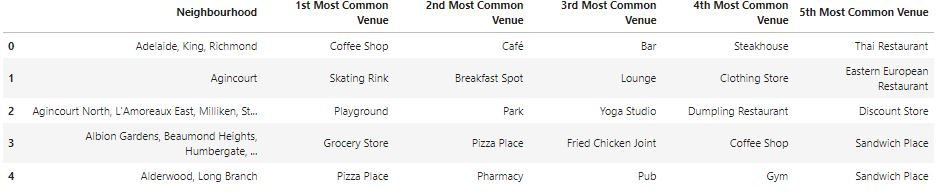 Neighbourhood 1st Most Common Venue 2nd Most Common Venue 3rd Most Common Venue 4th Most Common Venue 5th Most Common Venue
0 Adelaide, King, Richmond Coffee Shop Café Bar Steakhouse Thai Restaurant
1 Agincourt Skating Rink Breakfast Spot Lounge Clothing Store Eastern European Restaurant
2 Agincourt North, L'Amoreaux East, Milliken, St... Playground Park Yoga Studio Dumpling Restaurant Discount Store
3 Albion Gardens, Beaumond Heights, Humbergate, ... Grocery Store Pizza Place Fried Chicken Joint Coffee Shop Sandwich Place
4 Alderwood, Long Branch Pizza Place Pharmacy Pub Gym Sandwich Place